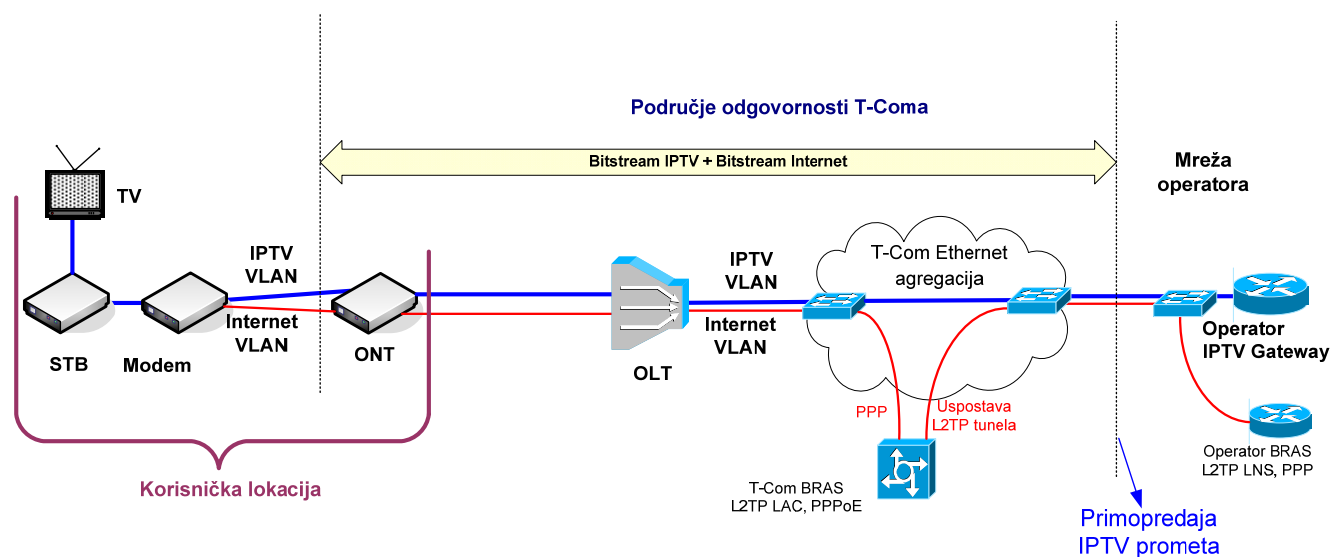 Područje odgovornosti T-Coma
Bitstream IPTV + Bitstream Internet
Mreža
operatora
TV
IPTV
VLAN
Internet
VLAN
STB
Modem
ONT
OLT
IPTV
VLAN
Internet
VLAN
T-Com Ethernet
agregacija
PPP
Uspostava
L2TP tunela
T-Com BRAS
L2TP LAC, PPPoE
Operator
IPTV Gateway
Operator BRAS
L2TP LNS, PPP
Korisnička lokacija
Primopredaja
IPTV prometa